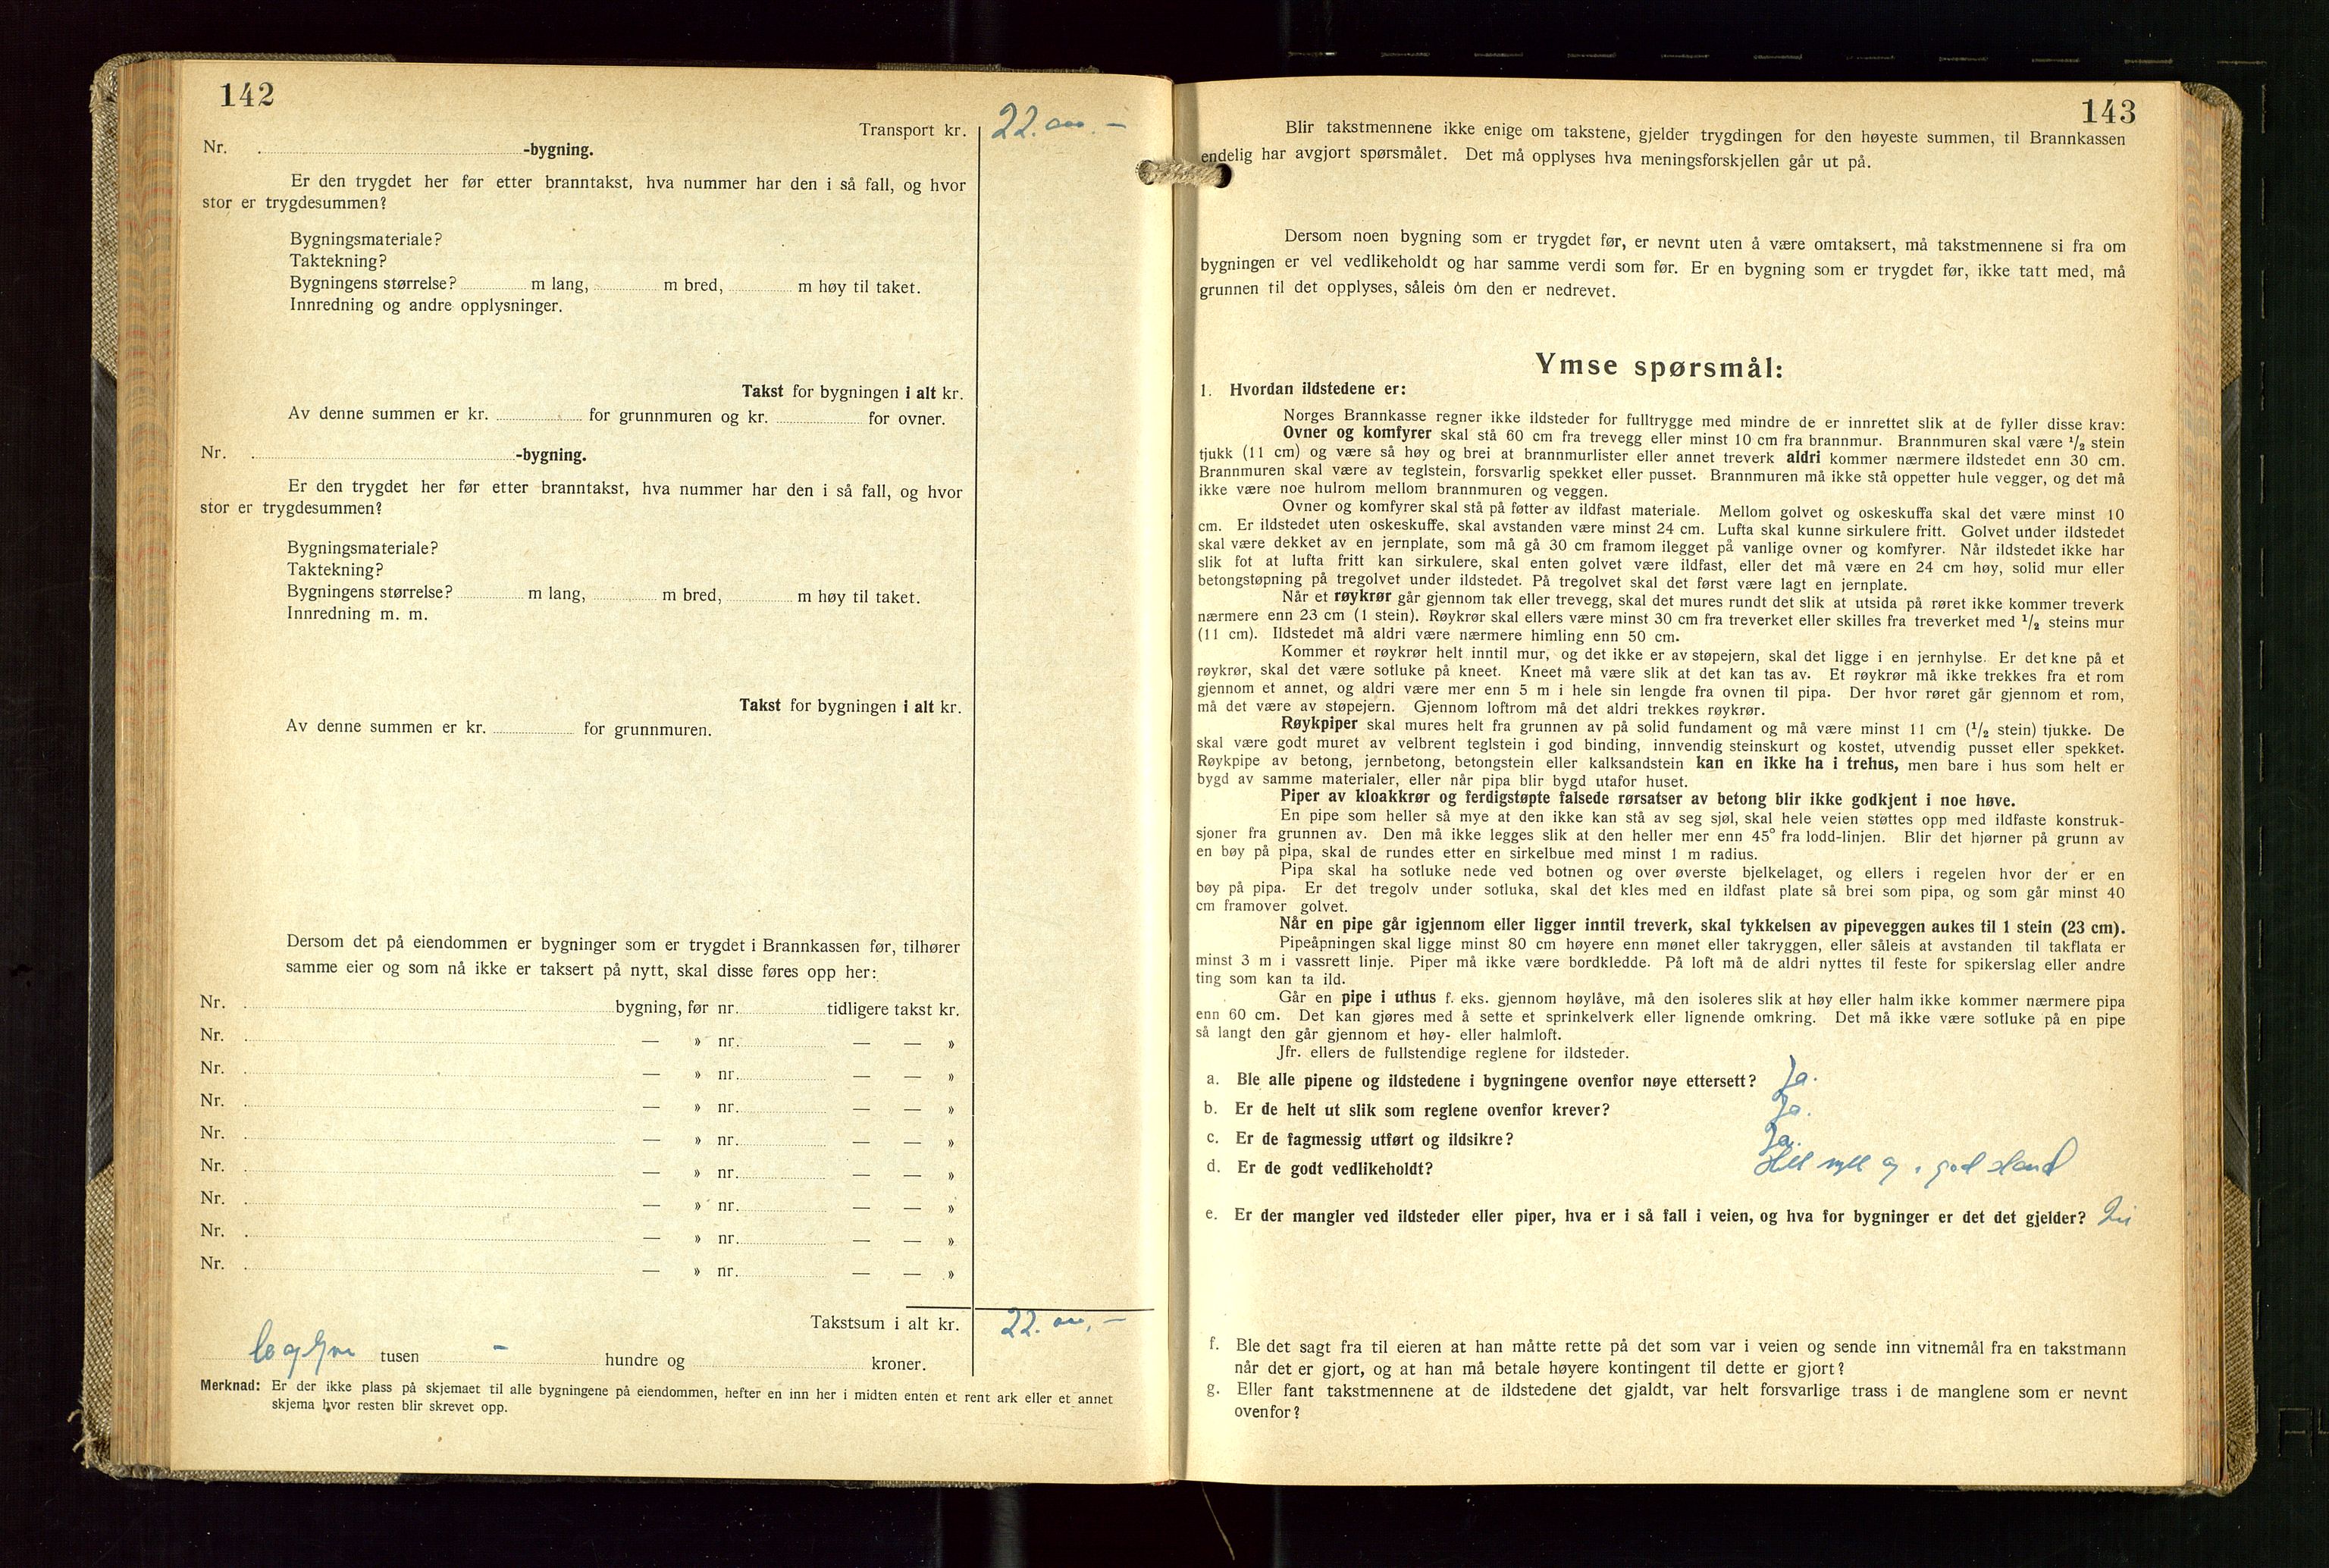 142
Transport kr. 22.000.–
Nr. -bygning.
Er den trygdet her før etter branntakst, hva nummer har den i så fall, og hvor
stor er trygdesummen?
Bygningsmateriale?
Taktekning?
Bygningens størrelse? m lang, m bred, m høy til taket.
Innredning og andre opplysninger.
Takst for bygningen i alt kr.
Av denne summen er kr. for grunnmuren og kr. for ovner.
Nr. -bygning.
Er den trygdet her før etter branntakst, hva nummer har den i så fall, og hvor
stor er trygdesummen?
Bygningsmateriale?
Taktekning?
Bygningens størrelse? m lang, m bred, m høy til taket.
Innredning m. m.
Takst for bygningen i alt kr.
Av denne summen er kr. for grunnmuren.
Dersom det på eiendommen er bygninger som er trygdet i Brannkassen før, tilhører
samme eier og som nå ikke er taksert på nytt, skal disse føres opp her:
Nr. bygning, før nr. tidligere takst kr.
Nr. — » nr. — — »
Nr. — » nr. — — »
Nr. — » nr. — — »
Nr. — » nr. — — »
Nr. — » nr. — — »
Nr. — » nr. — — »
Nr. — » nr. — — »
Nr. — » nr. — — »
Takstsum i alt kr. 22.000,–
to og tjue tusen – hundre og kroner.
Merknad: Er der ikke plass på skjemaet til alle bygningene på eiendommen, hefter en inn her i midten enten et rent ark eller et annet
skjema hvor resten blir skrevet opp.
143
Blir takstmennene ikke enige om takstene, gjelder trygdingen for den høyeste summen, til Brannkassen
endelig har avgjort spørsmålet. Det må opplyses hva meningsforskjellen går ut på.
Dersom noen bygning som er trygdet før, er nevnt uten å være omtaksert, må takstmennene si fra om
bygningen er vel vedlikeholdt og har samme verdi som før. Er en bygning som er trygdet før, ikke tatt med, må
grunnen til det opplyses, såleis om den er nedrevet.
Ymse spørsmål:
1. Hvordan ildstedene er:
Norges Brannkasse regner ikke ildsteder for fulltrygge med mindre de er innrettet slik at de fyller disse krav:
Ovner og komfyrer skal stå 60 cm fra trevegg eller minst 10 cm fra brannmur. Brannmuren skal være 1/2 stein
tjukk (11 cm) og være så høy og brei at brannmurlister eller annet treverk aldri kommer nærmere ildstedet enn 30 cm.
Brannmuren skal være av teglstein, forsvarlig spekket eller pusset. Brannmuren må ikke stå oppetter hule vegger, og det må
ikke være noe hulrom mellom brannmuren og veggen.
Ovner og komfyrer skal stå på føtter av ildfast materiale. Mellom golvet og oskeskuffa skal det være minst 10
cm. Er ildstedet uten oskeskuffe, skal avstanden være minst 24 cm. Lufta skal kunne sirkulere fritt. Golvet under ildstedet
skal være dekket av en jernplate, som må gå 30 cm framom ilegget på vanlige ovner og komfyrer. Når ildstedet ikke har
slik fot at lufta fritt kan sirkulere, skal enten golvet være ildfast, eller det må være en 24 cm høy, solid mur eller
betongstøpning på tregolvet under ildstedet. På tregolvet skal det først være lagt en jernplate.
Når et røykrør går gjennom tak eller trevegg, skal det mures rundt det slik at utsida på røret ikke kommer treverk
nærmere enn 23 cm (1 stein). Røykrør skal ellers være minst 30 cm fra treverket eller skilles fra treverket med 1/2 steins mur
(11 cm). Ildstedet må aldri være nærmere himling enn 50 cm.
Kommer et røykrør helt inntil mur, og det ikke er av støpejern, skal det ligge i en jernhylse. Er det kne på et
røykrør, skal det være sotluke på kneet. Kneet må være slik at det kan tas av. Et røykrør må ikke trekkes fra et rom
gjennom et annet, og aldri være mer enn 5 m i hele sin lengde fra ovnen til pipa. Der hvor røret går gjennom et rom,
må det være av støpejern. Gjennom loftrom må det aldri trekkes røykrør.
Røykpiper skal mures helt fra grunnen av på solid fundament og må være minst 11 cm (1/2 stein) tjukke. De
skal være godt muret av velbrent teglstein i god binding, innvendig steinskurt og kostet, utvendig pusset eller spekket.
Røykpipe av betong, jernbetong, betongstein eller kalksandstein kan en ikke ha i trehus, men bare i hus som helt er
bygd av samme materialer, eller når pipa blir bygd utafor huset.
Piper av kloakkrør og ferdigstøpte falsede rørsatser av betong blir ikke godkjent i noe høve.
En pipe som heller så mye at den ikke kan stå av seg sjøl, skal hele veien støttes opp med ildfaste konstruk-
sjoner fra grunnen av. Den må ikke legges slik at den heller mer enn 45° fra lodd-linjen. Blir det hjørner på grunn av
en bøy på pipa, skal de rundes etter en sirkelbue med minst 1 m radius.
Pipa skal ha sotluke nede ved botnen og over øverste bjelkelaget, og ellers i regelen hvor der er en
bøy på pipa. Er det tregolv under sotluka, skal det kles med en ildfast plate så brei som pipa, og som går minst 40
cm framover golvet.
Når en pipe går igjennom eller ligger inntil treverk, skal tykkelsen av pipeveggen aukes til 1 stein (23 cm).
Pipeåpningen skal ligge minst 80 cm høyere enn mønet eller takryggen, eller såleis at avstanden til takflata er
minst 3 m i vassrett linje. Piper må ikke være bordkledde. På loft må de aldri nyttes til feste for spikerslag eller andre
ting som kan ta ild.
Går en pipe i uthus f. eks. gjennom høylåve, må den isoleres slik at høy eller halm ikke kommer nærmere pipa
enn 60 cm. Det kan gjøres med å sette et sprinkelverk eller lignende omkring. Det må ikke være sotluke på en pipe
så langt den går gjennom et høy- eller halmloft.
Jfr. ellers de fullstendige reglene for ildsteder.
a. Ble alle pipene og ildstedene i bygningene ovenfor nøye ettersett? Ja.
b. Er de helt ut slik som reglene ovenfor krever? Ja.
c. Er de fagmessig utført og ildsikre? Ja.
d. Er de godt vedlikeholdt? Helt nytt og i god stand
e. Er der mangler ved ildsteder eller piper, hva er i så fall i veien, og hva for bygninger er det det gjelder? Nei
f. Ble det sagt fra til eieren at han måtte rette på det som var i veien og sende inn vitnemål fra en takstmann
når det er gjort, og at han må betale høyere kontingent til dette er gjort?
g. Eller fant takstmennene at de ildstedene det gjaldt, var helt forsvarlige trass i de manglene som er nevnt
ovenfor?